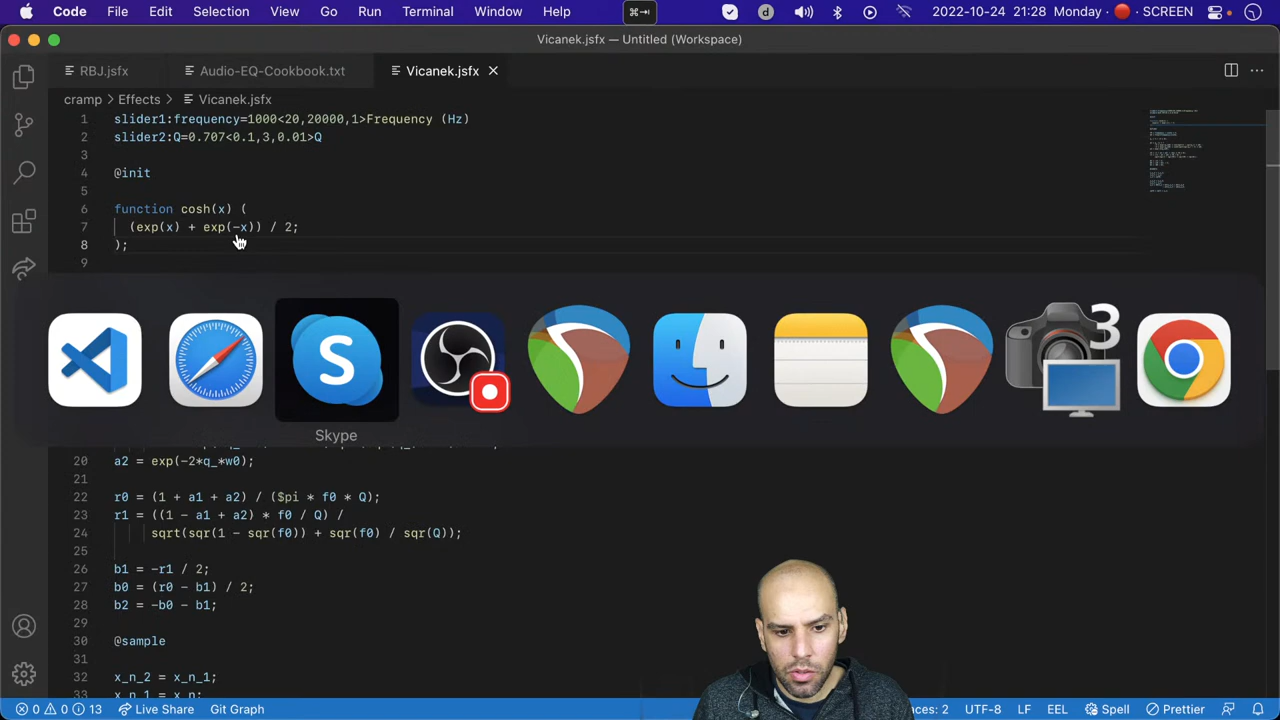 Code File Edit Selection View Go Run Terminal Window Help ⌘⇥ d 2022-10-24 21:28 Monday SCREEN
Vicanek.jsfx — Untitled (Workspace)
RBJ.jsfx Audio-EQ-Cookbook.txt Vicanek.jsfx
cramp > Effects > Vicanek.jsfx
1 slider1:frequency=1000<20,20000,1>Frequency (Hz)
2 slider2:Q=0.707<0.1,3,0.01>Q
3
4 @init
5
6 function cosh(x) (
7 (exp(x) + exp(-x)) / 2;
8 );
9
S
3
Skype
20 a2 = exp(-2*q_*w0);
21
22 r0 = (1 + a1 + a2) / ($pi * f0 * Q);
23 r1 = ((1 - a1 + a2) * f0 / Q) /
24 sqrt(sqr(1 - sqr(f0)) + sqr(f0) / sqr(Q));
25
26 b1 = -r1 / 2;
27 b0 = (r0 - b1) / 2;
28 b2 = -b0 - b1;
29
30 @sample
31
32 x_n_2 = x_n_1;
33 x_n_1 = x_n;
0 0 13 Live Share Git Graph aces: 2 UTF-8 LF EEL Spell Prettier